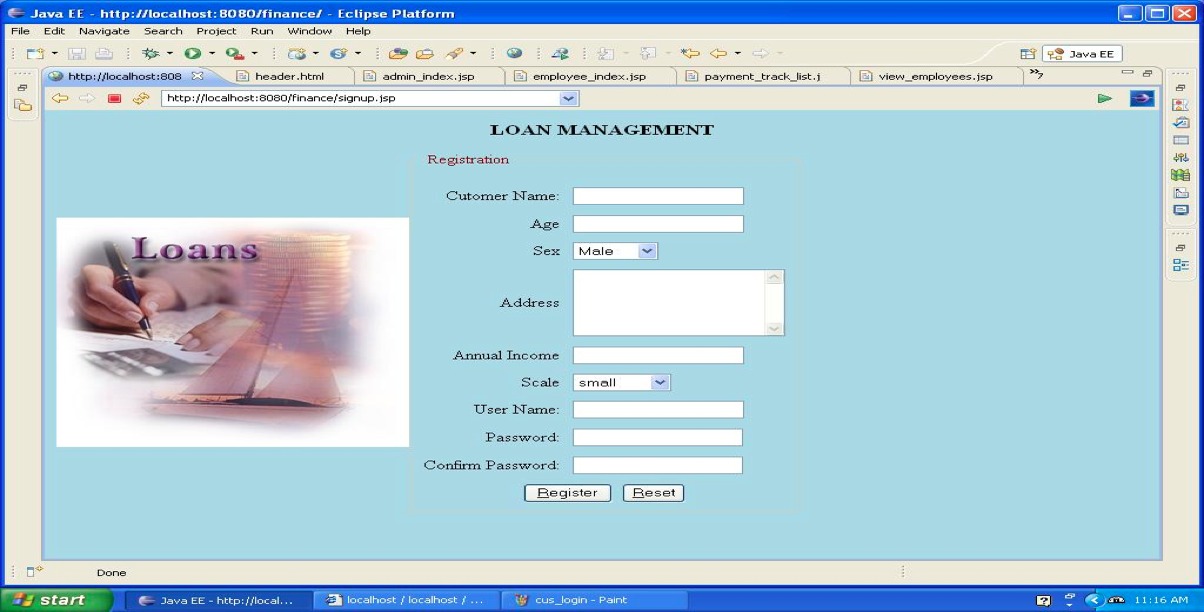 Java EE - http://localhost:8080/finance/ - Eclipse Platform
File Edit Navigate Search Project Run Window Help
Java EE
http://localhost:808 header.html admin_index.jsp employee_index.jsp payment_track_list.j view_employees.jsp »7
http://localhost:8080/finance/signup.jsp
LOAN MANAGEMENT
Registration
Cutomer Name:
Age
Sex Male
Loans
Address
Annual Income
Scale small
User Name:
Password:
Confirm Password:
Register Reset
Done
start Java EE - http://local... localhost / localhost / ... cus_login - Paint 11:16 AM